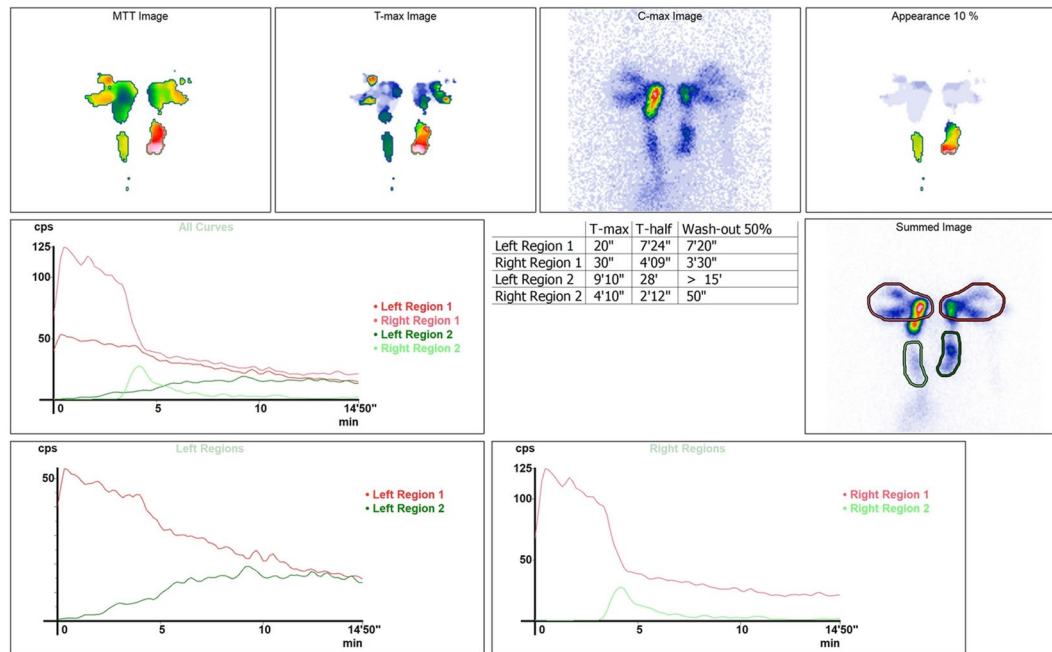 MTT Image
T-max Image
C-max Image
Appearance 10 %
cps
All Curves
125
100
50
• Left Region 1
• Right Region 1
• Left Region 2
• Right Region 2
0 5 10 14'50"
min
T-max T-half Wash-out 50%
Left Region 1 20" 7'24" 7'20"
Right Region 1 30" 4'09" 3'30"
Left Region 2 9'10" 28' > 15'
Right Region 2 4'10" 2'12" 50"
Summed Image
cps
Left Regions
50
• Left Region 1
• Left Region 2
0 5 10 14'50"
min
cps
Right Regions
125
100
50
• Right Region 1
• Right Region 2
0 5 10 14'50"
min